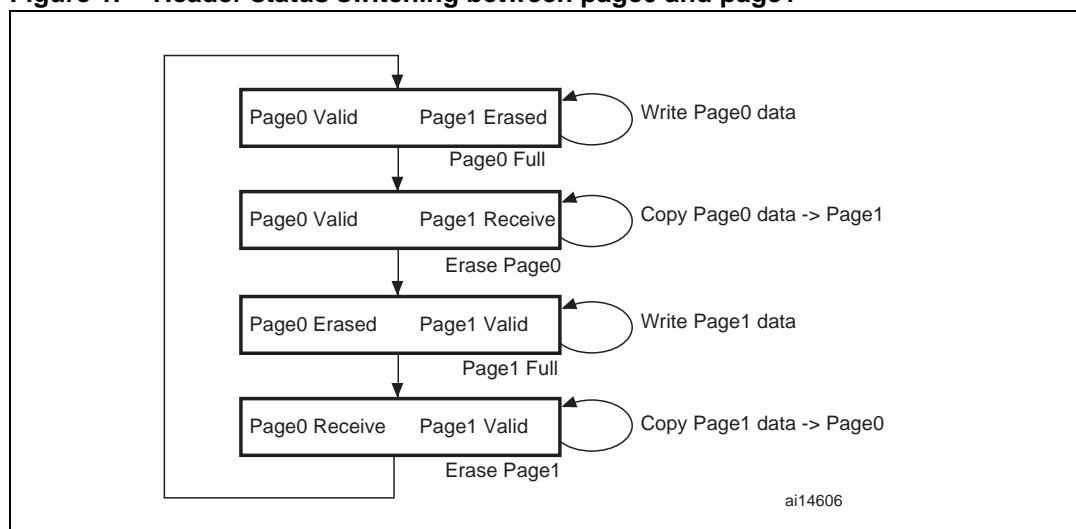 Page0 Valid Page1 Erased
Write Page0 data
Page0 Full
Page0 Valid Page1 Receive
Copy Page0 data -> Page1
Erase Page0
Page0 Erased Page1 Valid
Write Page1 data
Page1 Full
Page0 Receive Page1 Valid
Copy Page1 data -> Page0
Erase Page1
ai14606